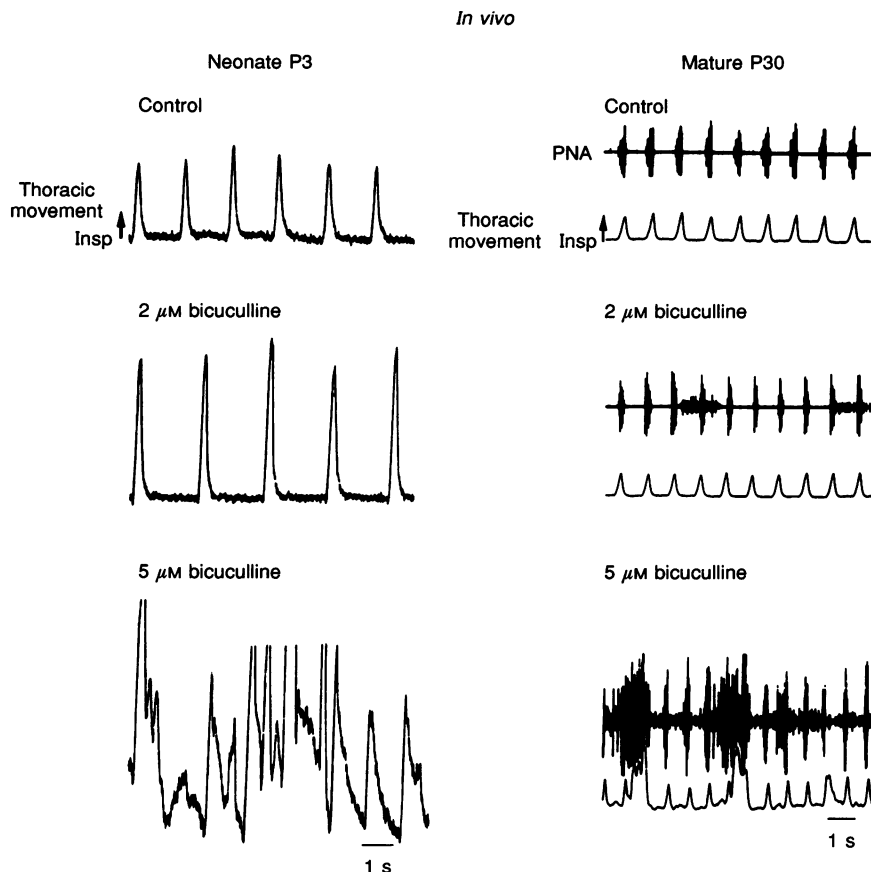 In vivo
Neonate P3
Control
Thoracic
movement
Insp
2 μM bicuculline
5 μM bicuculline
1 s
Mature P30
Control
PNA
Thoracic
movement
Insp
2 μM bicuculline
5 μM bicuculline
1 s